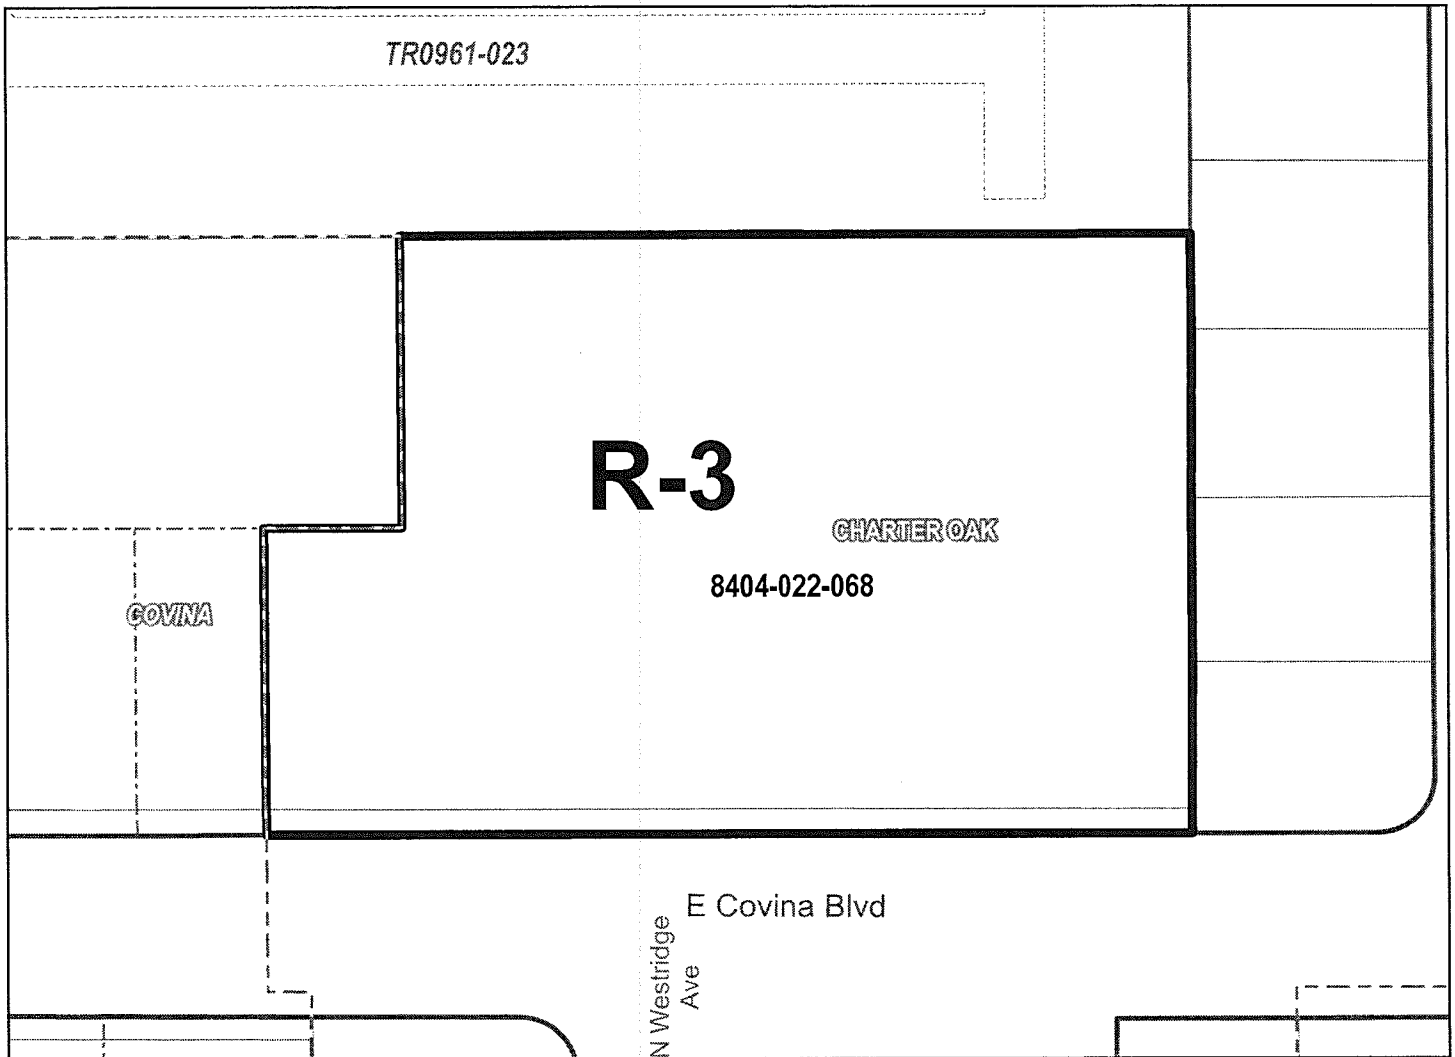 TR0961-023
R-3
CHARTER OAK
8404-022-068
COVINA
E Covina Blvd
N Westridge
Ave